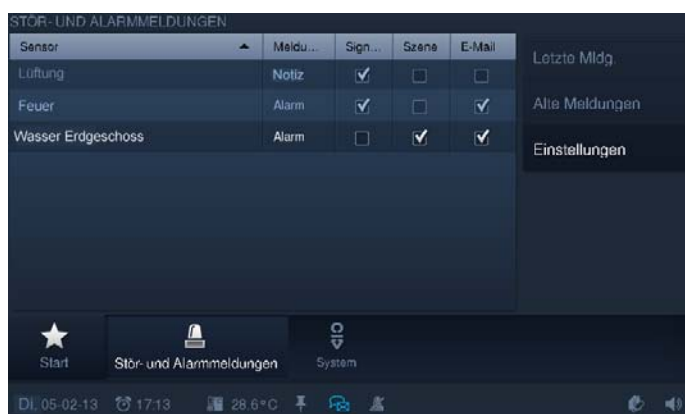 STÖR- UND ALARMMELDUNGEN
Sensor Meldu... Sign... Szene E-Mail
Lüftung Notiz
Feuer Alarm
Wasser Erdgeschoss Alarm
Letzte Mldg.
Alte Meldungen
Einstellungen
Start Stör- und Alarmmeldungen System
Di. 05-02-13 17:13 28.6°C